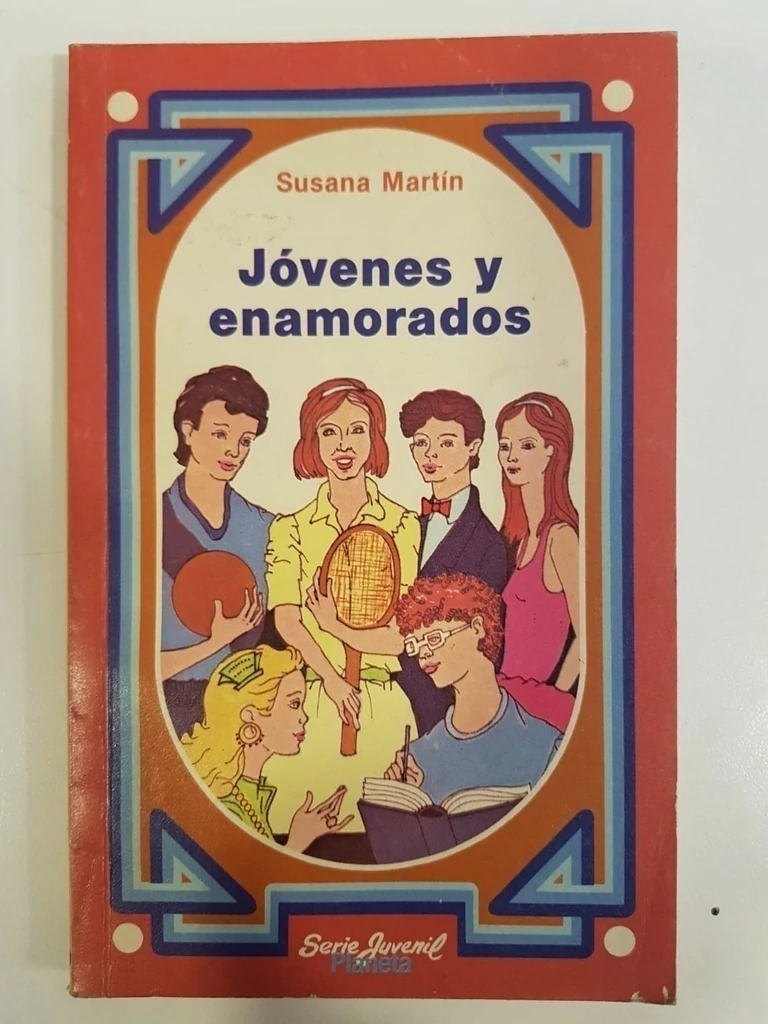 Susana Martín
Jóvenes y
enamorados
Serie Juvenil
Planeta